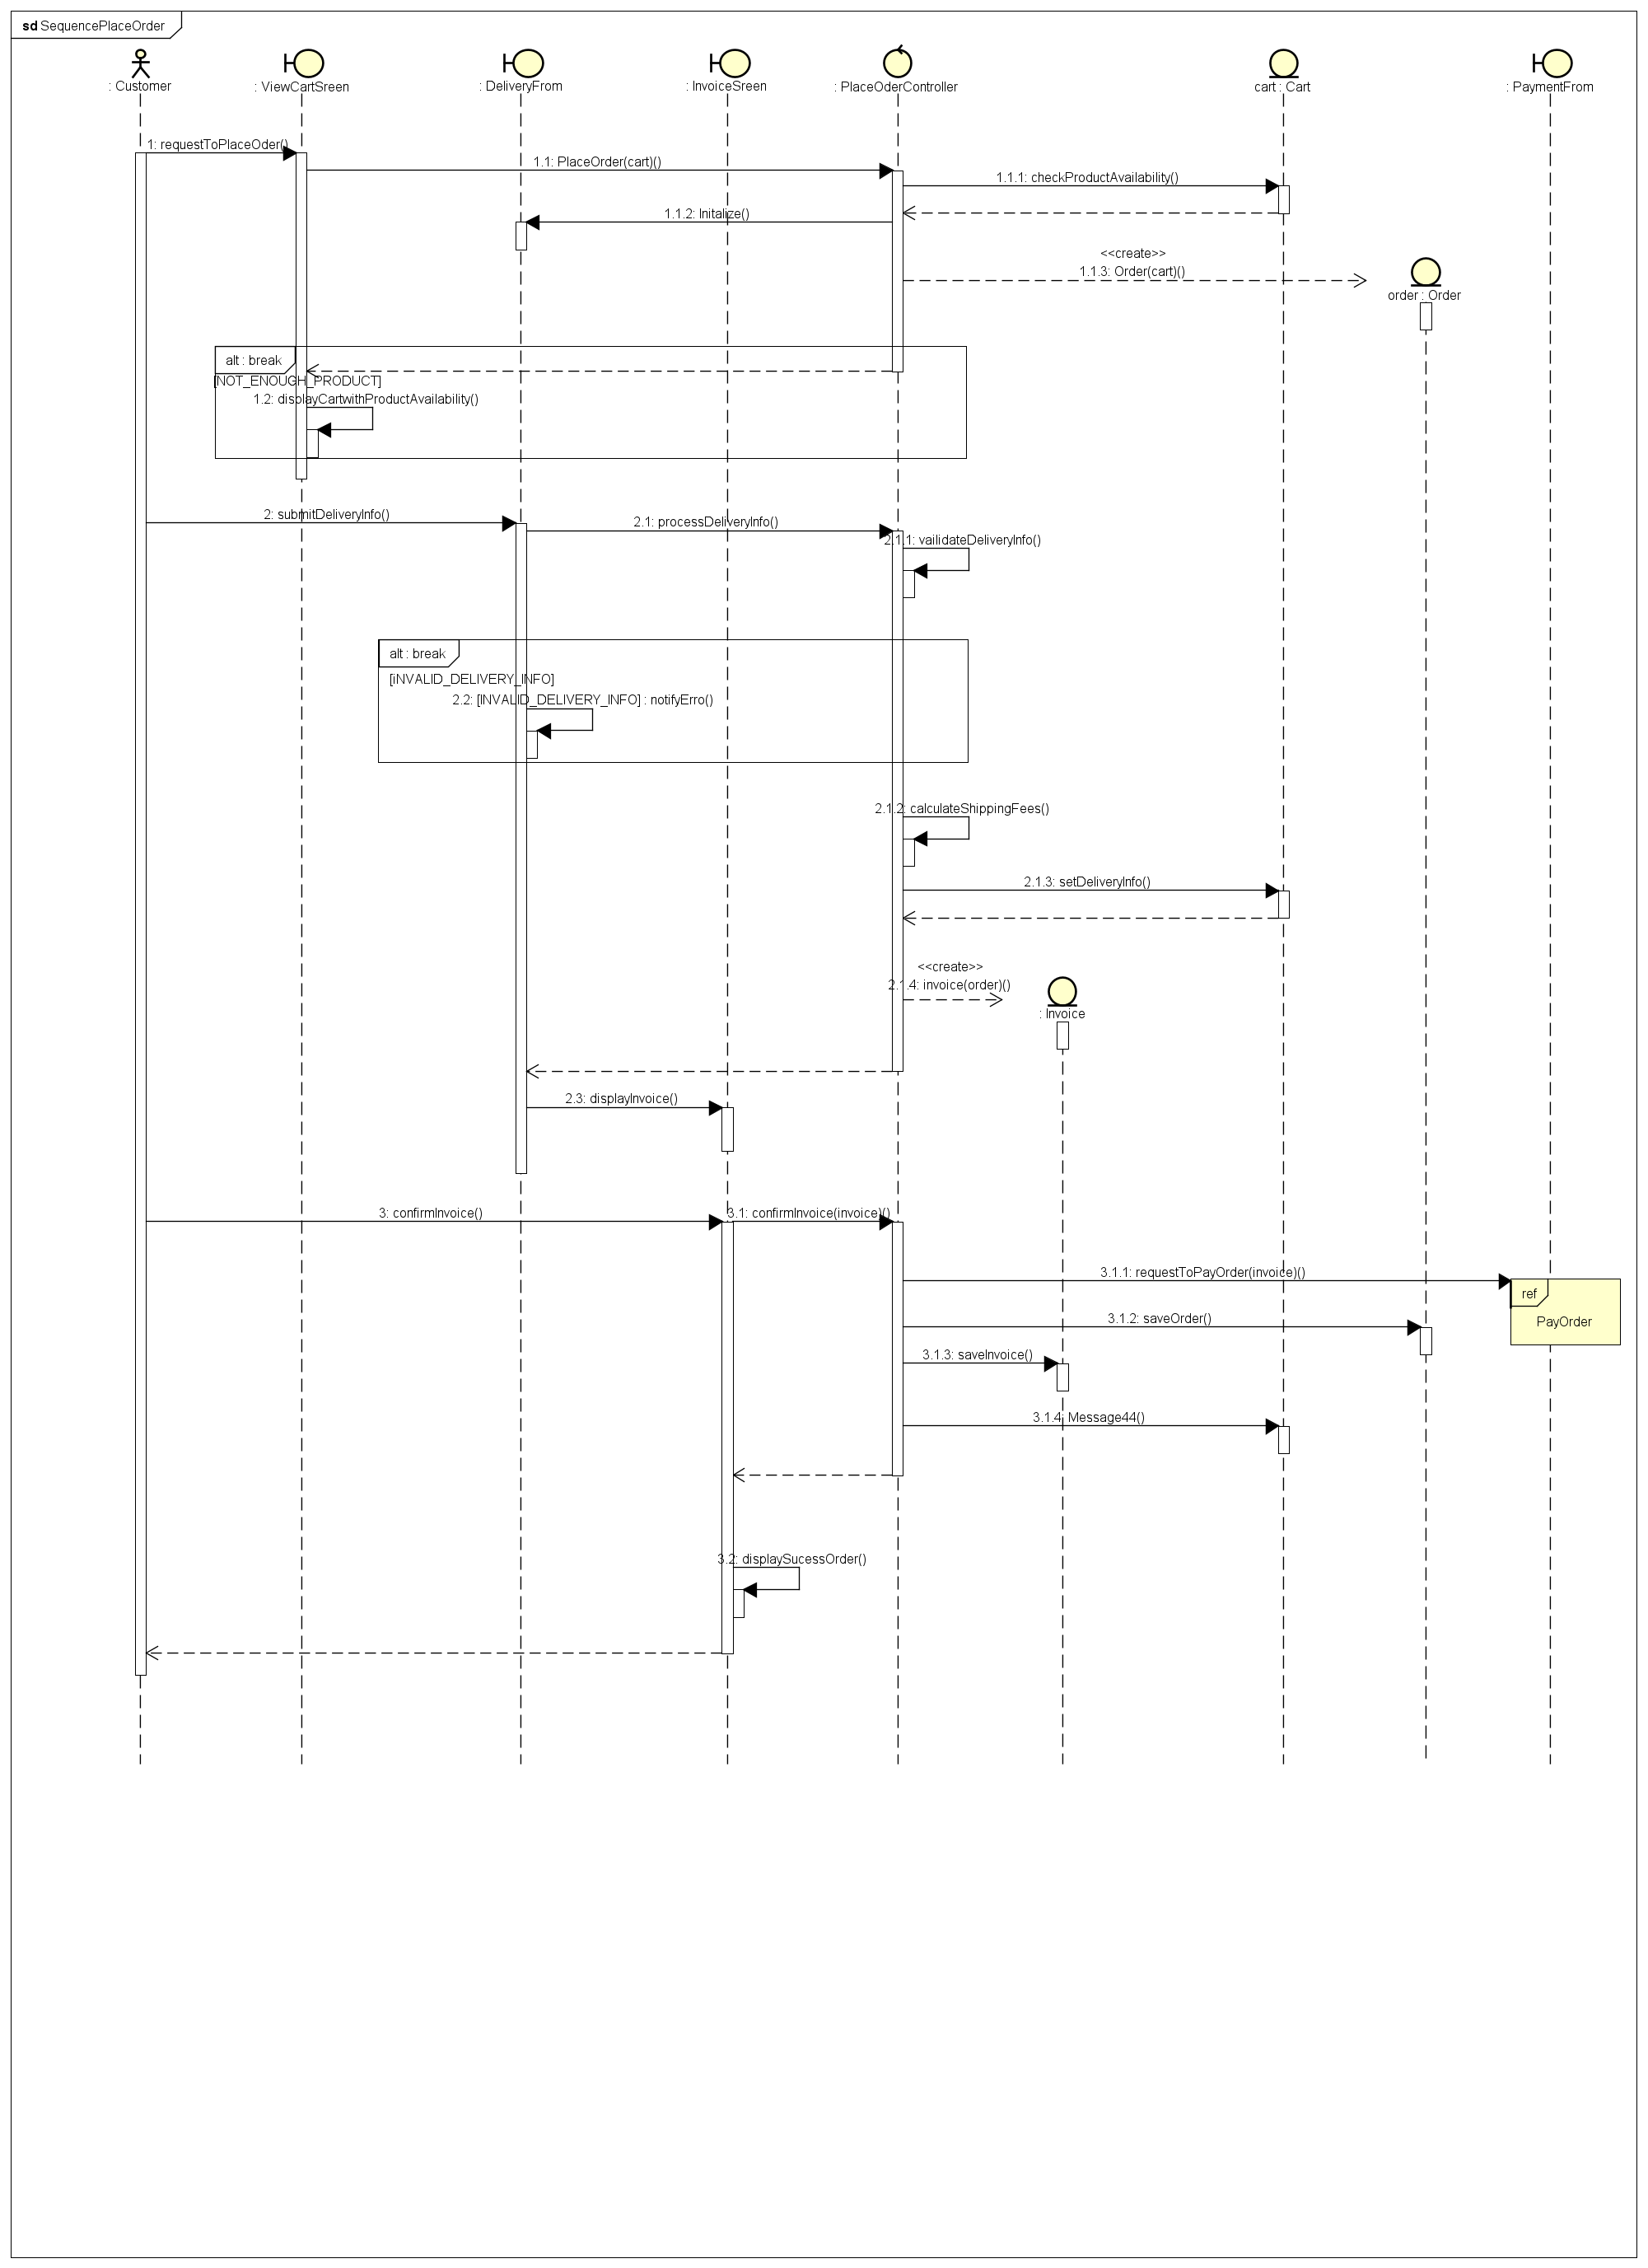 sd SequencePlaceOrder
: Customer
: ViewCartSreen
: DeliveryFrom
: InvoiceSreen
: PlaceOderController
cart : Cart
: PaymentFrom
1: requestToPlaceOder()
1.1: PlaceOrder(cart)()
1.1.1: checkProductAvailability()
1.1.2: Initalize()
<<create>>
1.1.3: Order(cart)()
order : Order
alt : break
[NOT_ENOUGH_PRODUCT]
1.2: displayCartwithProductAvailability()
2: submitDeliveryInfo()
2.1: processDeliveryInfo()
2.1.1: vailidateDeliveryInfo()
alt : break
[iNVALID_DELIVERY_INFO]
2.2: [INVALID_DELIVERY_INFO] : notifyErro()
2.1.2: calculateShippingFees()
2.1.3: setDeliveryInfo()
<<create>>
2.1.4: invoice(order)()
: Invoice
2.3: displayInvoice()
3: confirmInvoice()
3.1: confirmInvoice(invoice)()
3.1.1: requestToPayOrder(invoice)()
ref
PayOrder
3.1.2: saveOrder()
3.1.3: saveInvoice()
3.1.4: Message44()
3.2: displaySucessOrder()